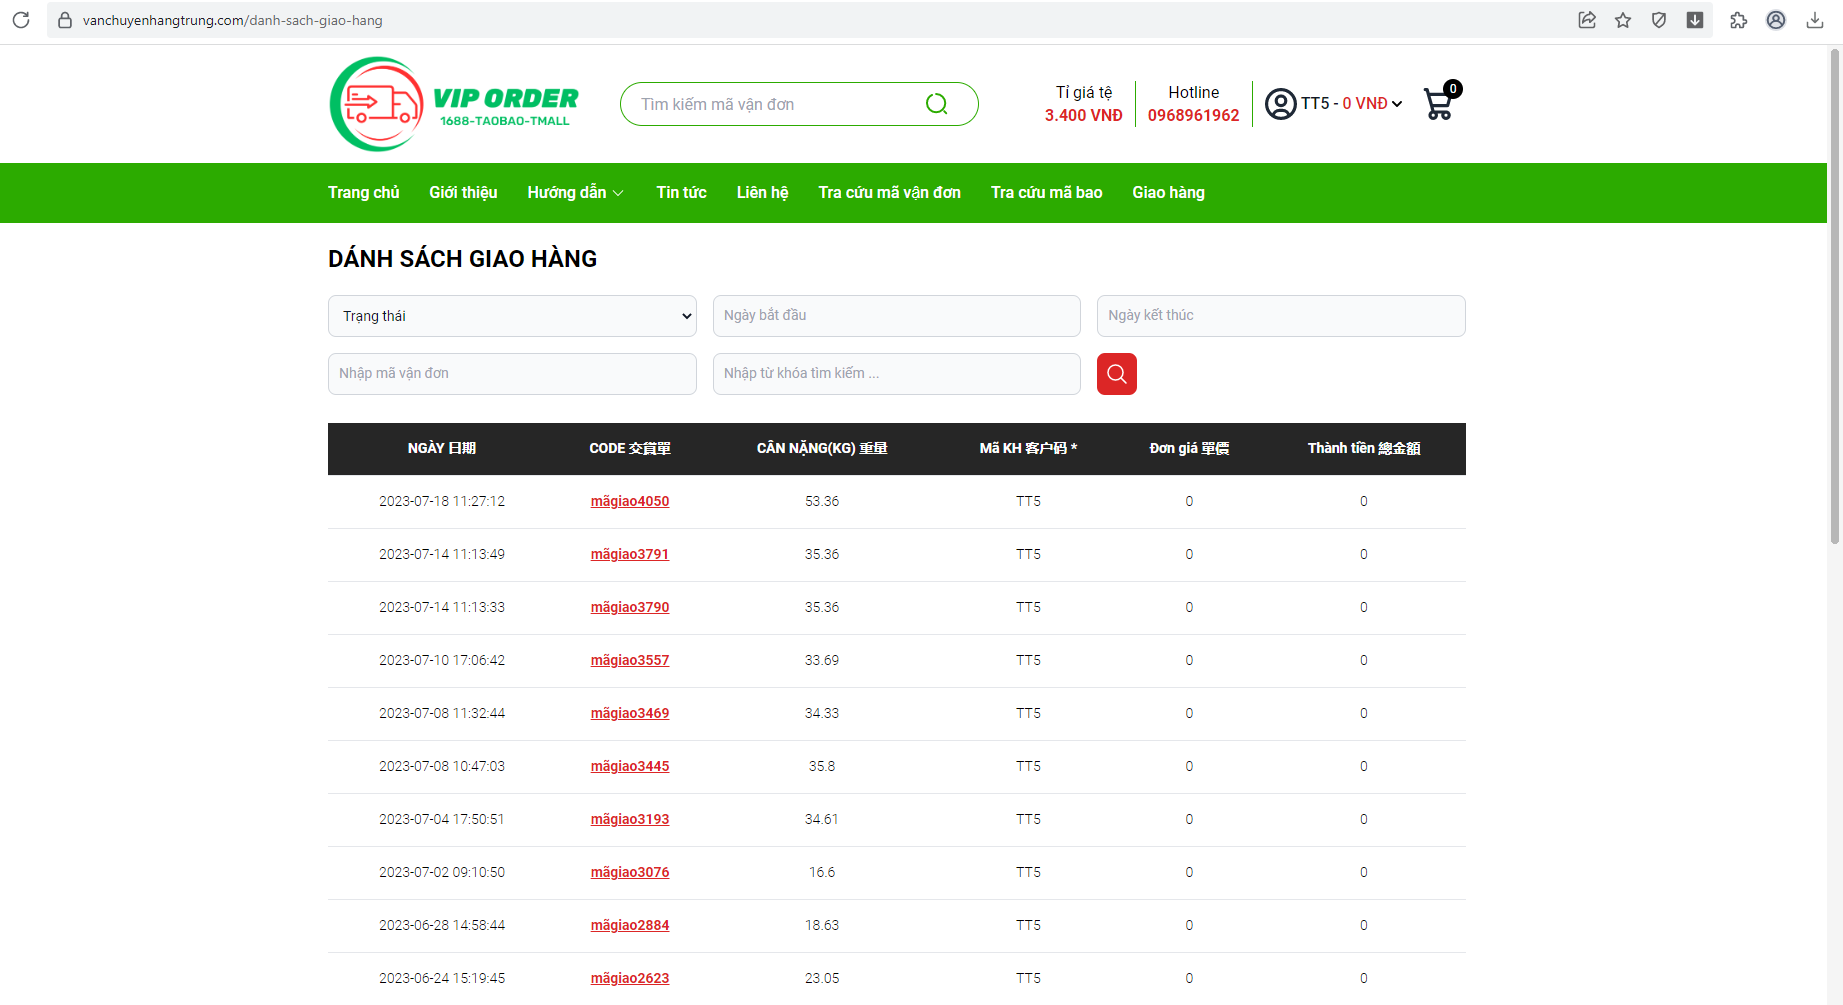 vanchuyenhangtrung.com/danh-sach-giao-hang
VIP ORDER
1688-TAOBAO-TMALL
Tìm kiếm mã vận đơn
Tỉ giá tệ
3.400 VNĐ
Hotline
0968961962
TT5 - 0 VNĐ
0
Trang chủ Giới thiệu Hướng dẫn Tin tức Liên hệ Tra cứu mã vận đơn Tra cứu mã bao Giao hàng
DÁNH SÁCH GIAO HÀNG
Trạng thái Ngày bắt đầu Ngày kết thúc
Nhập mã vận đơn Nhập từ khóa tìm kiếm ...
NGÀY 日期 CODE 交貨單 CÂN NẶNG(KG) 重量 Mã KH 客户码 * Đơn giá 單價 Thành tiền 總金額
2023-07-18 11:27:12 mãgiao4050 53.36 TT5 0 0
2023-07-14 11:13:49 mãgiao3791 35.36 TT5 0 0
2023-07-14 11:13:33 mãgiao3790 35.36 TT5 0 0
2023-07-10 17:06:42 mãgiao3557 33.69 TT5 0 0
2023-07-08 11:32:44 mãgiao3469 34.33 TT5 0 0
2023-07-08 10:47:03 mãgiao3445 35.8 TT5 0 0
2023-07-04 17:50:51 mãgiao3193 34.61 TT5 0 0
2023-07-02 09:10:50 mãgiao3076 16.6 TT5 0 0
2023-06-28 14:58:44 mãgiao2884 18.63 TT5 0 0
2023-06-24 15:19:45 mãgiao2623 23.05 TT5 0 0